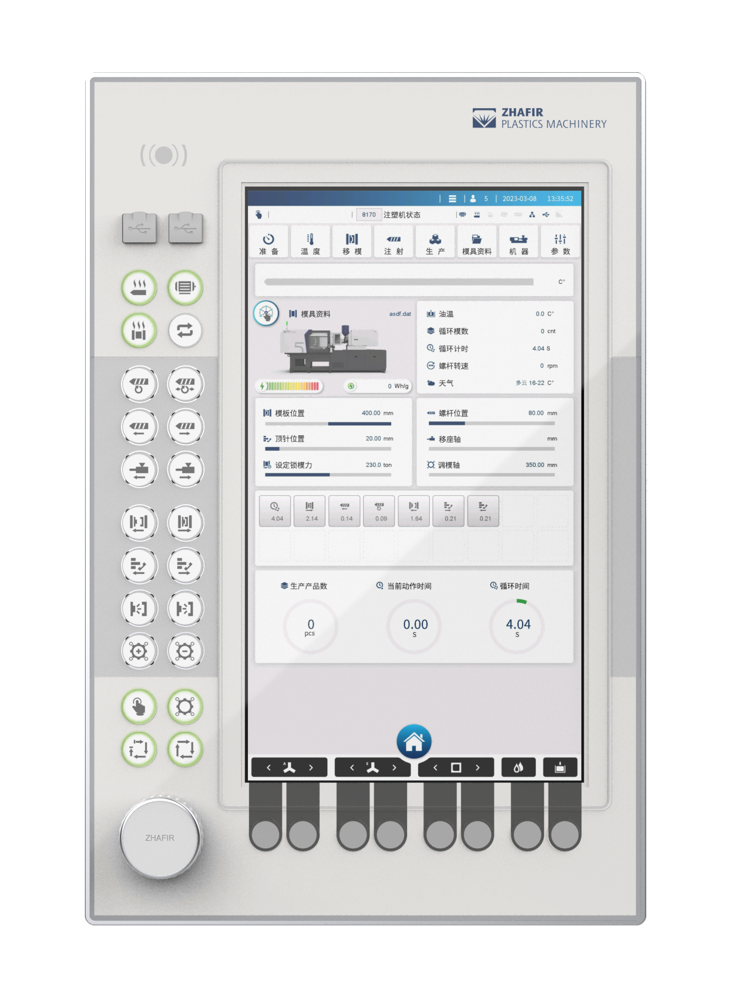 ZHAFIR
PLASTICS MACHINERY
5 2023-03-08 13:35:52
8170 注塑机状态
准备 温度 移模 注射 生产 模具资料 机器 参数
C°
模具资料 asdf.dat
0 Wh/g
油温 0.0 C°
循环模数 0 cnt
循环计时 4.04 S
螺杆转速 0 rpm
天气 多云 16-22 C°
模板位置 400.00 mm
顶针位置 20.00 mm
设定锁模力 230.0 ton
螺杆位置 80.00 mm
移座轴 mm
调模轴 350.00 mm
4.04 2.14 0.14 0.09 1.64 0.21 0.21
生产产品数 当前动作时间 循环时间
0 0.00 4.04
pcs S S
A E
ZHAFIR